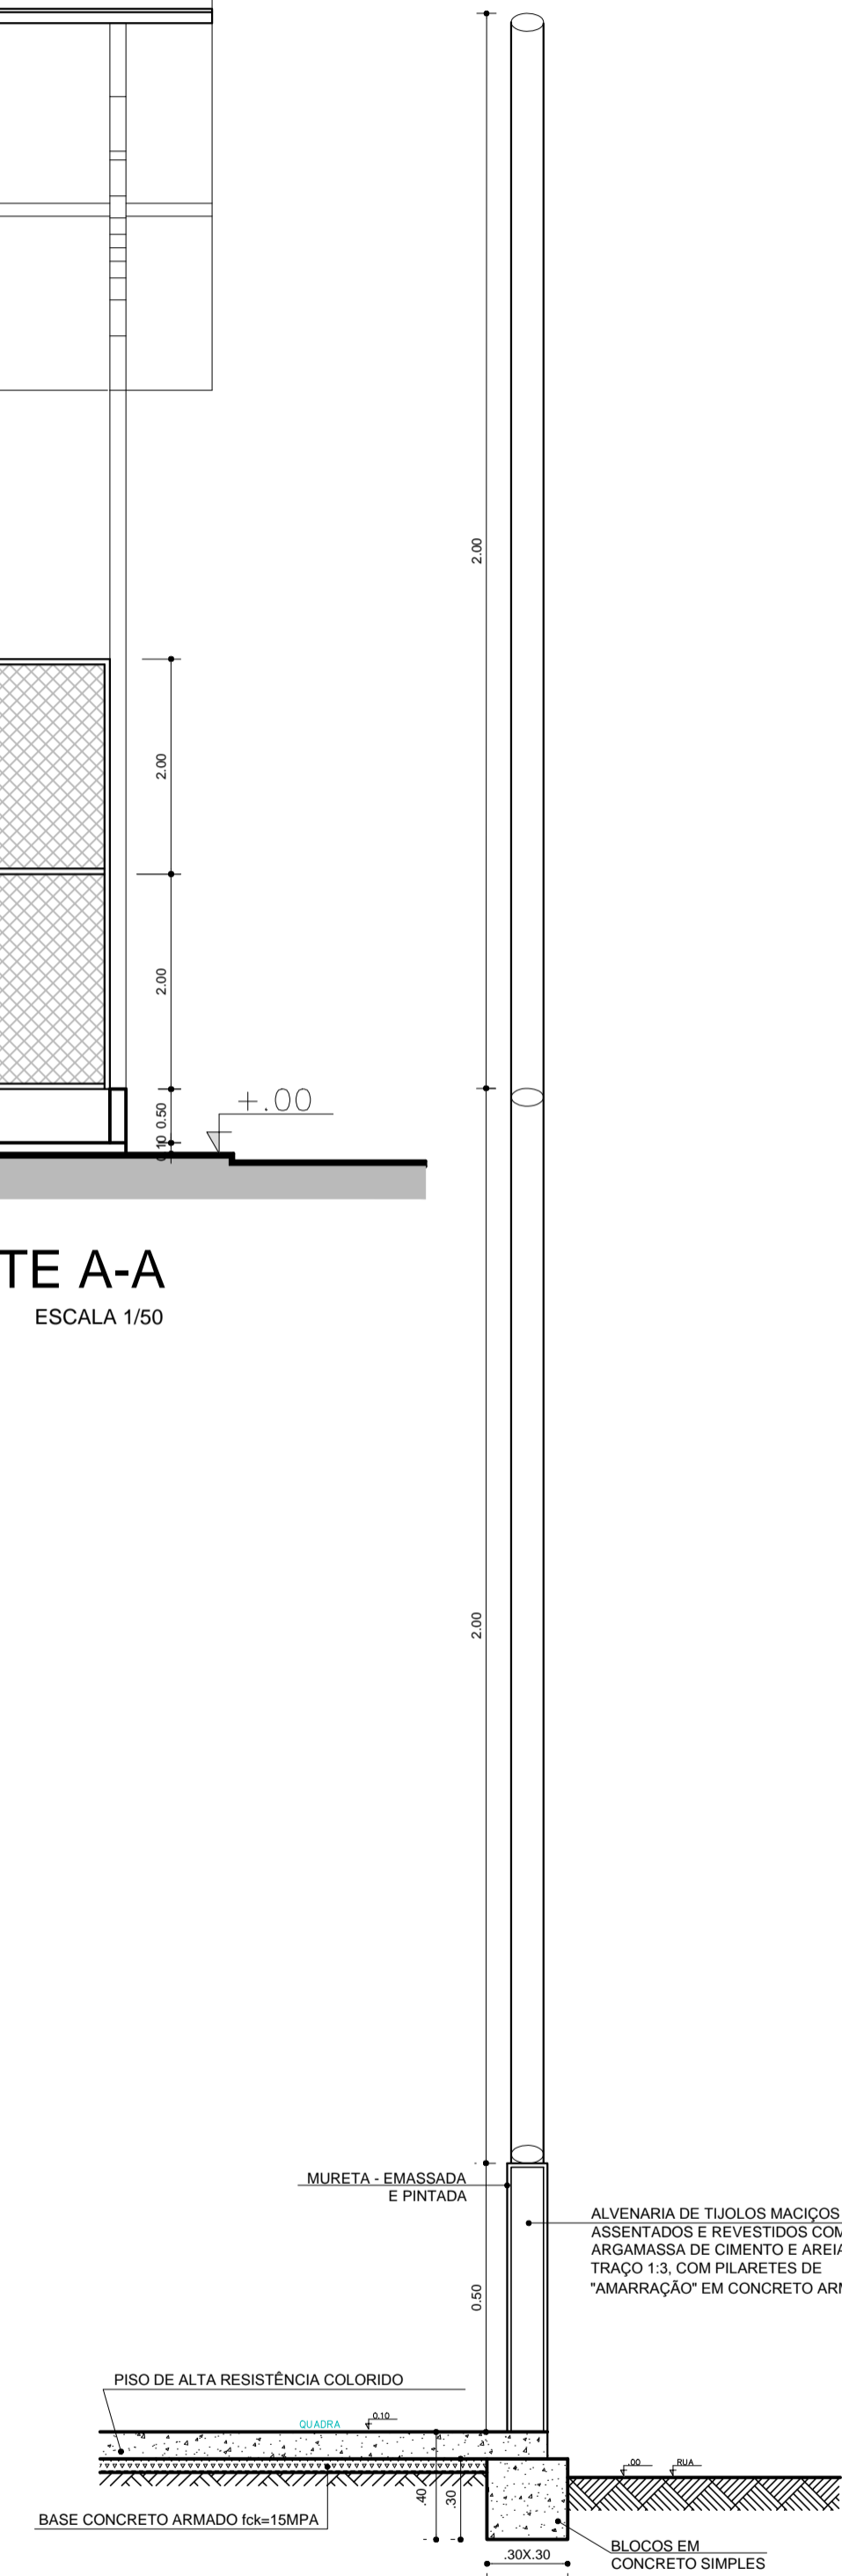 2.00
2.00
2.00
0.50
0.10
+.00
TE A-A
ESCALA 1/50
2.00
MURETA - EMASSADA
E PINTADA
ALVENARIA DE TIJOLOS MACIÇOS
ASSENTADOS E REVESTIDOS COM
ARGAMASSA DE CIMENTO E AREIA
TRAÇO 1:3, COM PILARETES DE
"AMARRAÇÃO" EM CONCRETO ARM
0.50
PISO DE ALTA RESISTÊNCIA COLORIDO
QUADRA
0.10
.00
RUA
.40
.30
BASE CONCRETO ARMADO fck=15MPA
BLOCOS EM
CONCRETO SIMPLES
.30X.30